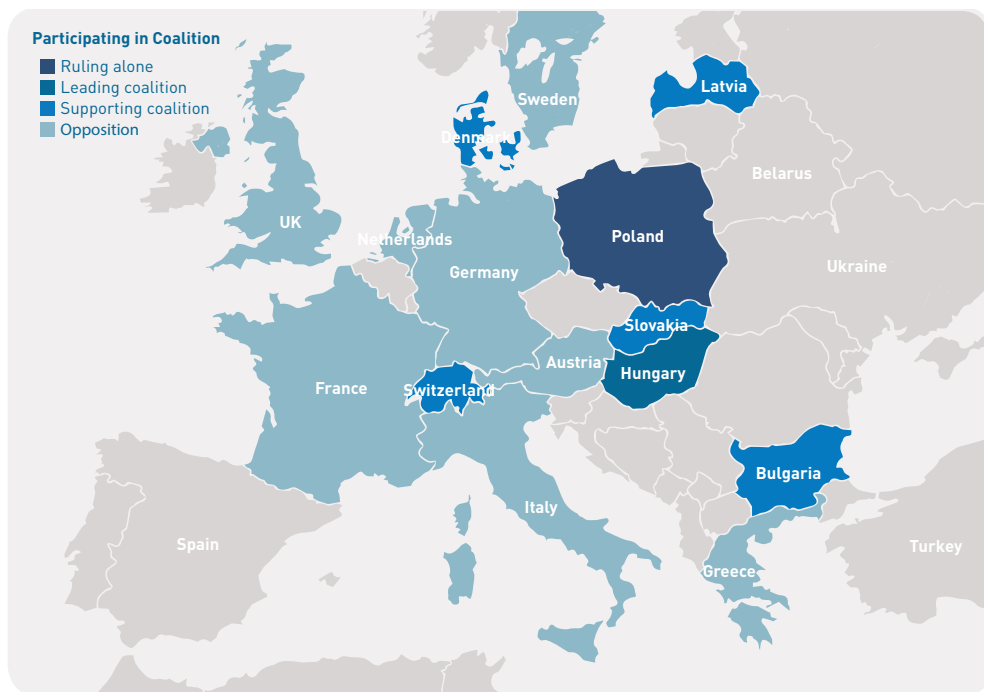 Participating in Coalition
Ruling alone
Leading coalition
Supporting coalition
Opposition
Sweden
Latvia
Denmark
Belarus
UK
Netherlands
Poland
Germany
Ukraine
Slovakia
Austria
Hungary
France
Switzerland
Bulgaria
Italy
Spain
Turkey
Greece